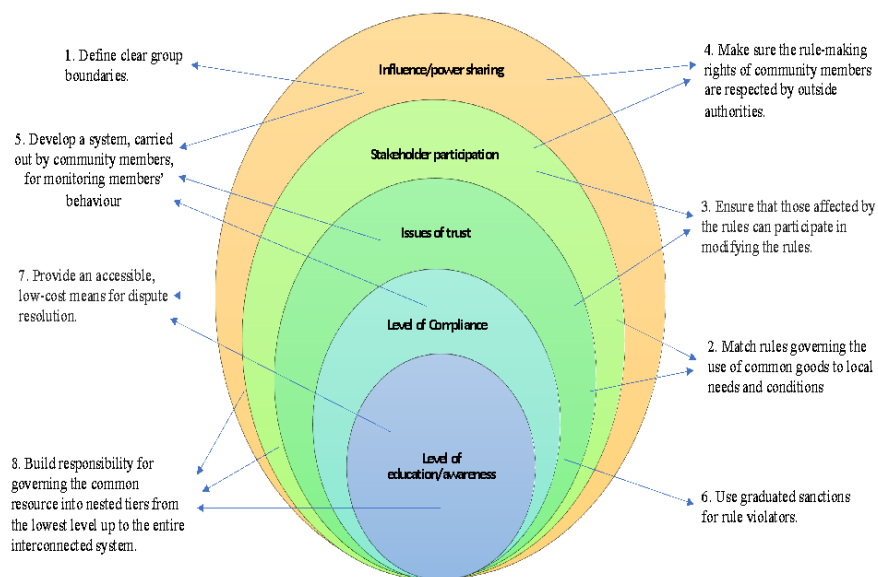 1. Define clear group
boundaries.
5. Develop a system, carried
out by community members,
for monitoring members’
behaviour
7. Provide an accessible,
low-cost means for dispute
resolution.
8. Build responsibility for
governing the common
resource into nested tiers from
the lowest level up to the entire
interconnected system.
Influence/power sharing
Stakeholder participation
Issues of trust
Level of Compliance
Level of
education/awareness
4. Make sure the rule-making
rights of community members
are respected by outside
authorities.
3. Ensure that those affected by
the rules can participate in
modifying the rules.
2. Match rules governing the
use of common goods to local
needs and conditions
6. Use graduated sanctions
for rule violators.